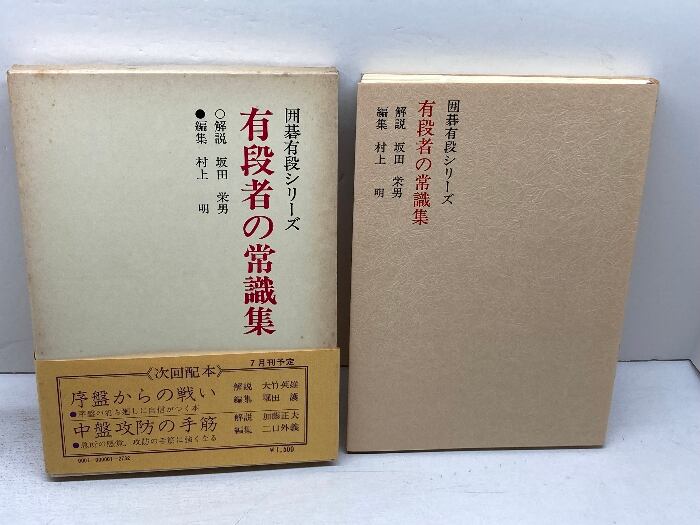 囲碁有段シリーズ
有段者の常識集
○解説 坂田 栄男
●編集 村上 明
7月刊予定
《次回配本》
序盤からの戦い
解説 大竹英雄
編集 堀田 護
中盤攻防の手筋
解説 加藤正夫
編集 二口外義
¥1,500
囲碁有段シリーズ
有段者の常識集
解説 坂田 栄男
編集 村上 明